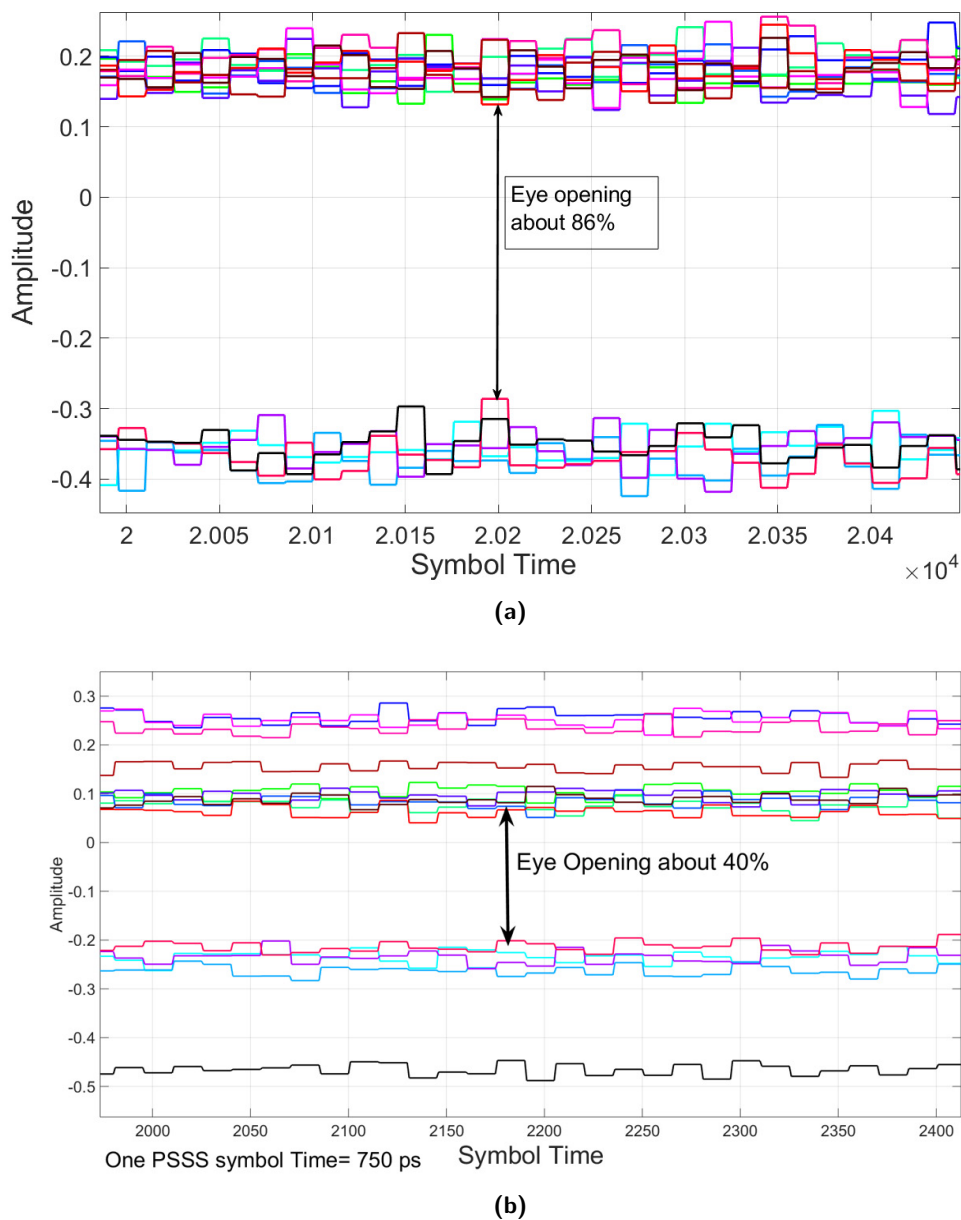 0.2
0.1
0
-0.1
-0.2
-0.3
-0.4
Amplitude
Eye opening
about 86%
2 2.005 2.01 2.015 2.02 2.025 2.03 2.035 2.04
Symbol Time
×10⁴
(a)
0.3
0.2
0.1
0
-0.1
-0.2
-0.3
-0.4
-0.5
Amplitude
Eye Opening about 40%
2000 2050 2100 2150 2200 2250 2300 2350 2400
One PSSS symbol Time= 750 ps Symbol Time
(b)